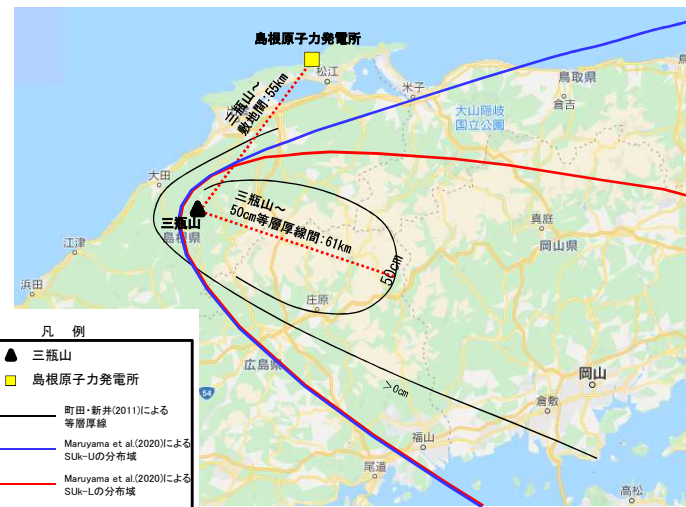 島根原子力発電所
松江
米子
鳥取県
倉吉
大山隠岐
国立公園
三瓶山~
敷地間:55km
大田
三瓶山~
50cm等層厚線間:61km
三瓶山
島根県
真庭
岡山県
江津
50cm
浜田
庄原
広島県
>0cm
岡山
倉敷
54
福山
尾道
高松
凡 例
三瓶山
島根原子力発電所
町田・新井(2011)による
等層厚線
Maruyama et al.(2020)による
SUk-Uの分布域
Maruyama et al.(2020)による
SUk-Lの分布域